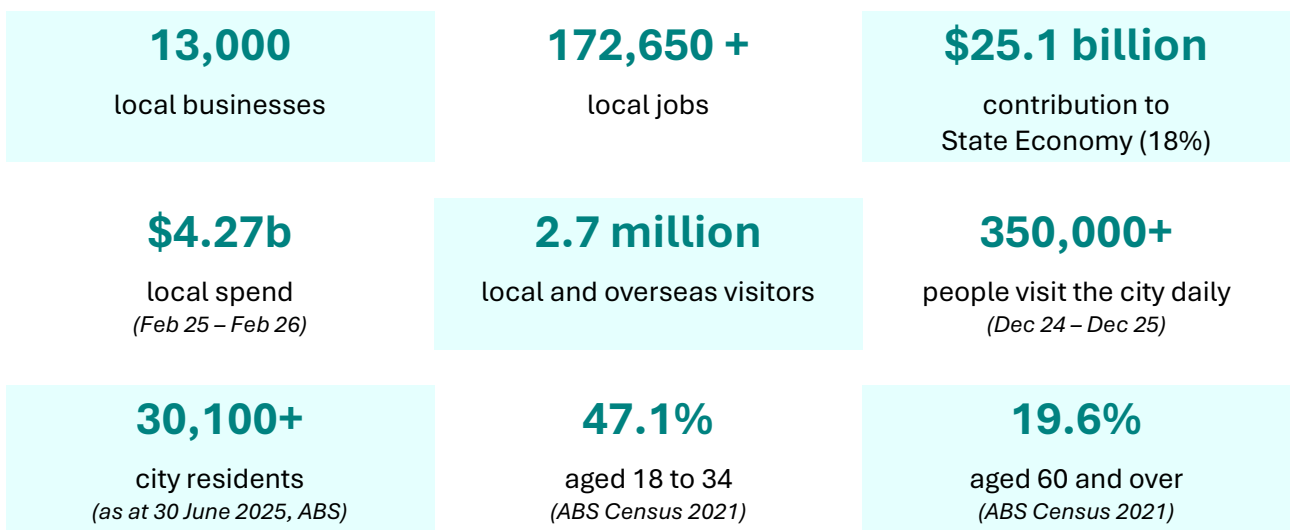 13,000
local businesses
172,650 +
local jobs
$25.1 billion
contribution to
State Economy (18%)
$4.27b
local spend
(Feb 25 – Feb 26)
2.7 million
local and overseas visitors
350,000+
people visit the city daily
(Dec 24 – Dec 25)
30,100+
city residents
(as at 30 June 2025, ABS)
47.1%
aged 18 to 34
(ABS Census 2021)
19.6%
aged 60 and over
(ABS Census 2021)